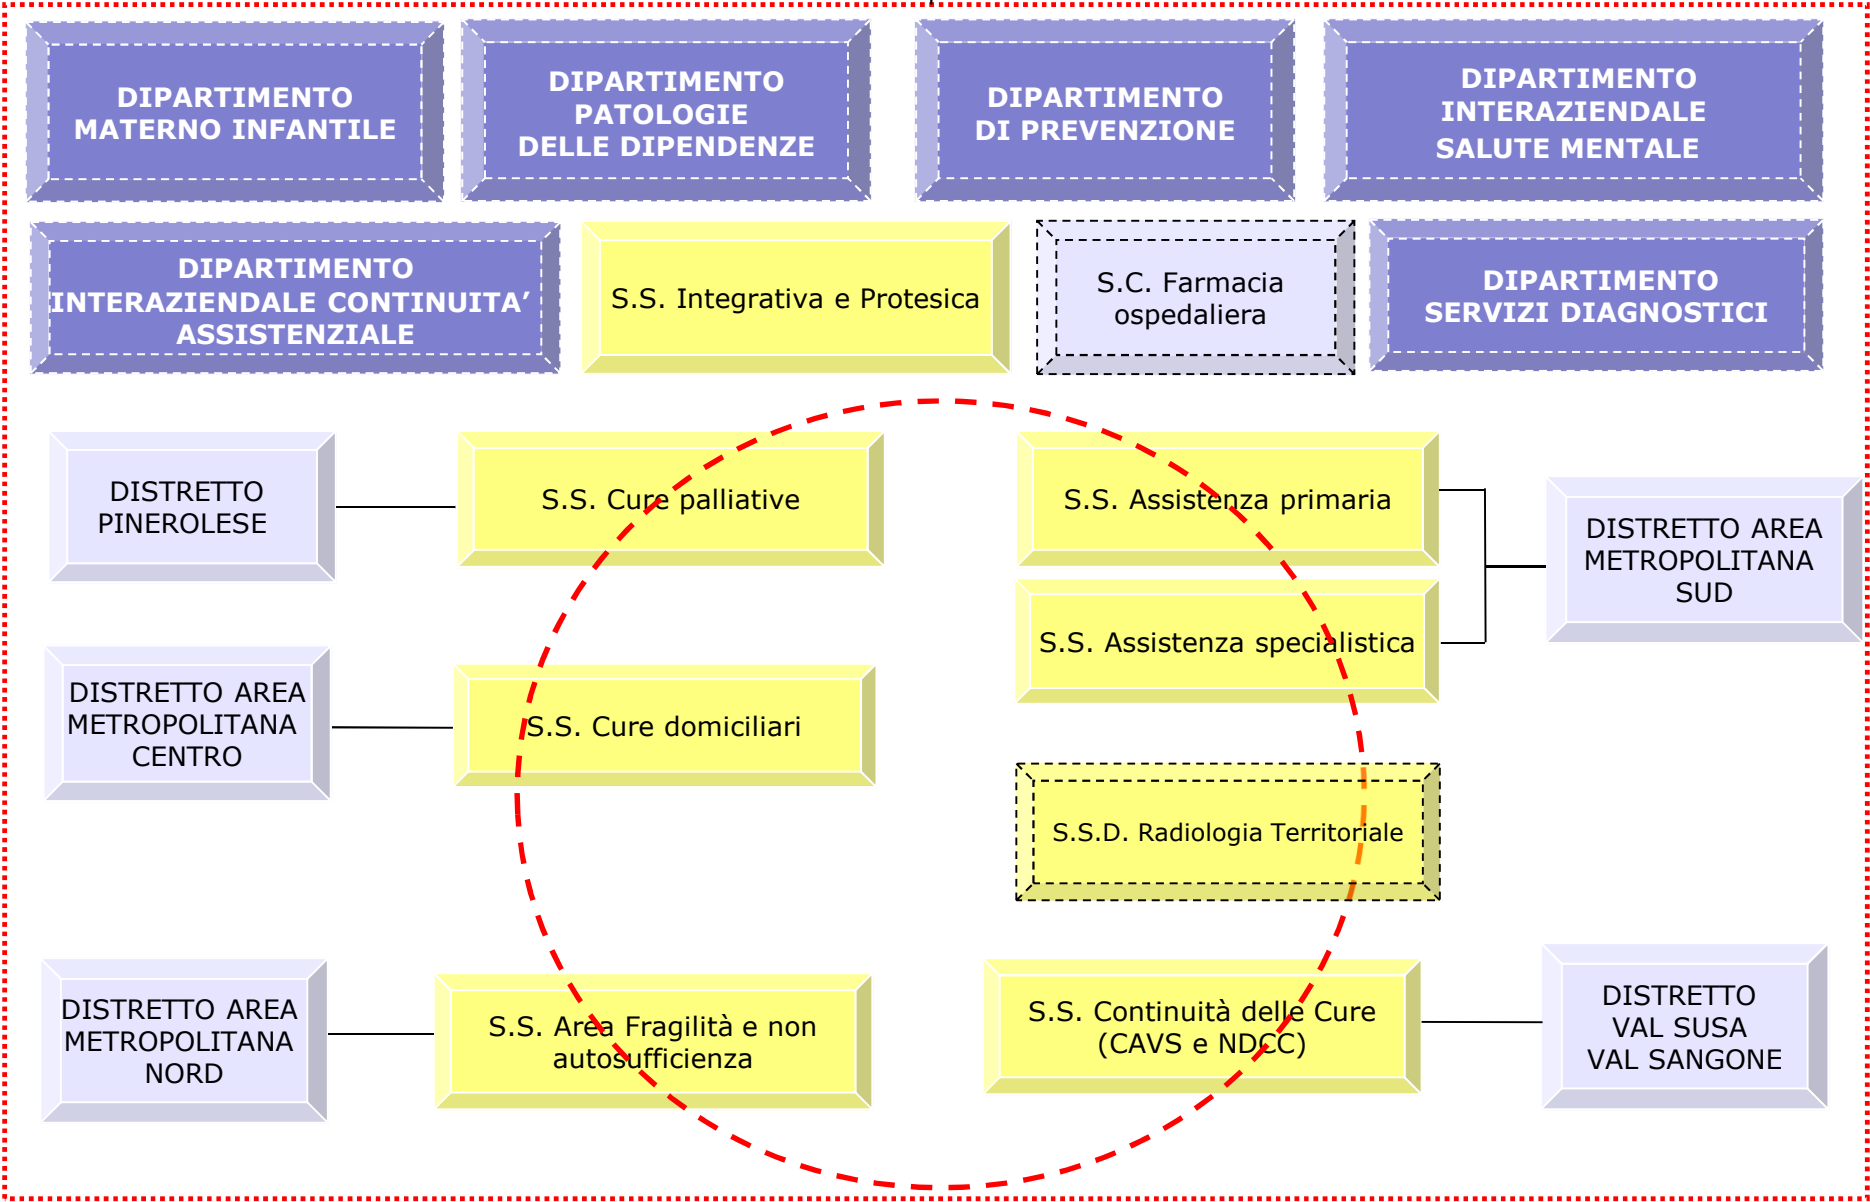 DIPARTIMENTO
MATERNO INFANTILE
DIPARTIMENTO
PATOLOGIE
DELLE DIPENDENZE
DIPARTIMENTO
DI PREVENZIONE
DIPARTIMENTO
INTERAZIENDALE
SALUTE MENTALE
DIPARTIMENTO
INTERAZIENDALE CONTINUITA’
ASSISTENZIALE
S.S. Integrativa e Protesica
S.C. Farmacia
ospedaliera
DIPARTIMENTO
SERVIZI DIAGNOSTICI
DISTRETTO
PINEROLESE
S.S. Cure palliative
S.S. Assistenza primaria
DISTRETTO AREA
METROPOLITANA
SUD
S.S. Assistenza specialistica
DISTRETTO AREA
METROPOLITANA
CENTRO
S.S. Cure domiciliari
S.S.D. Radiologia Territoriale
DISTRETTO AREA
METROPOLITANA
NORD
S.S. Area Fragilità e non
autosufficienza
S.S. Continuità delle Cure
(CAVS e NDCC)
DISTRETTO
VAL SUSA
VAL SANGONE